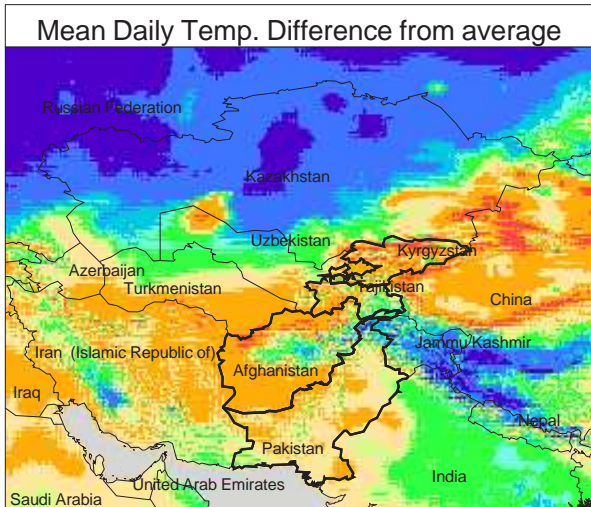 Mean Daily Temp. Difference from average
Russian Federation
Kazakhstan
Uzbekistan
Kyrgyzstan
Azerbaijan
Turkmenistan
Tajikistan
China
Iran (Islamic Republic of)
Jammu Kashmir
Afghanistan
Iraq
Nepal
Pakistan
India
United Arab Emirates
Saudi Arabia